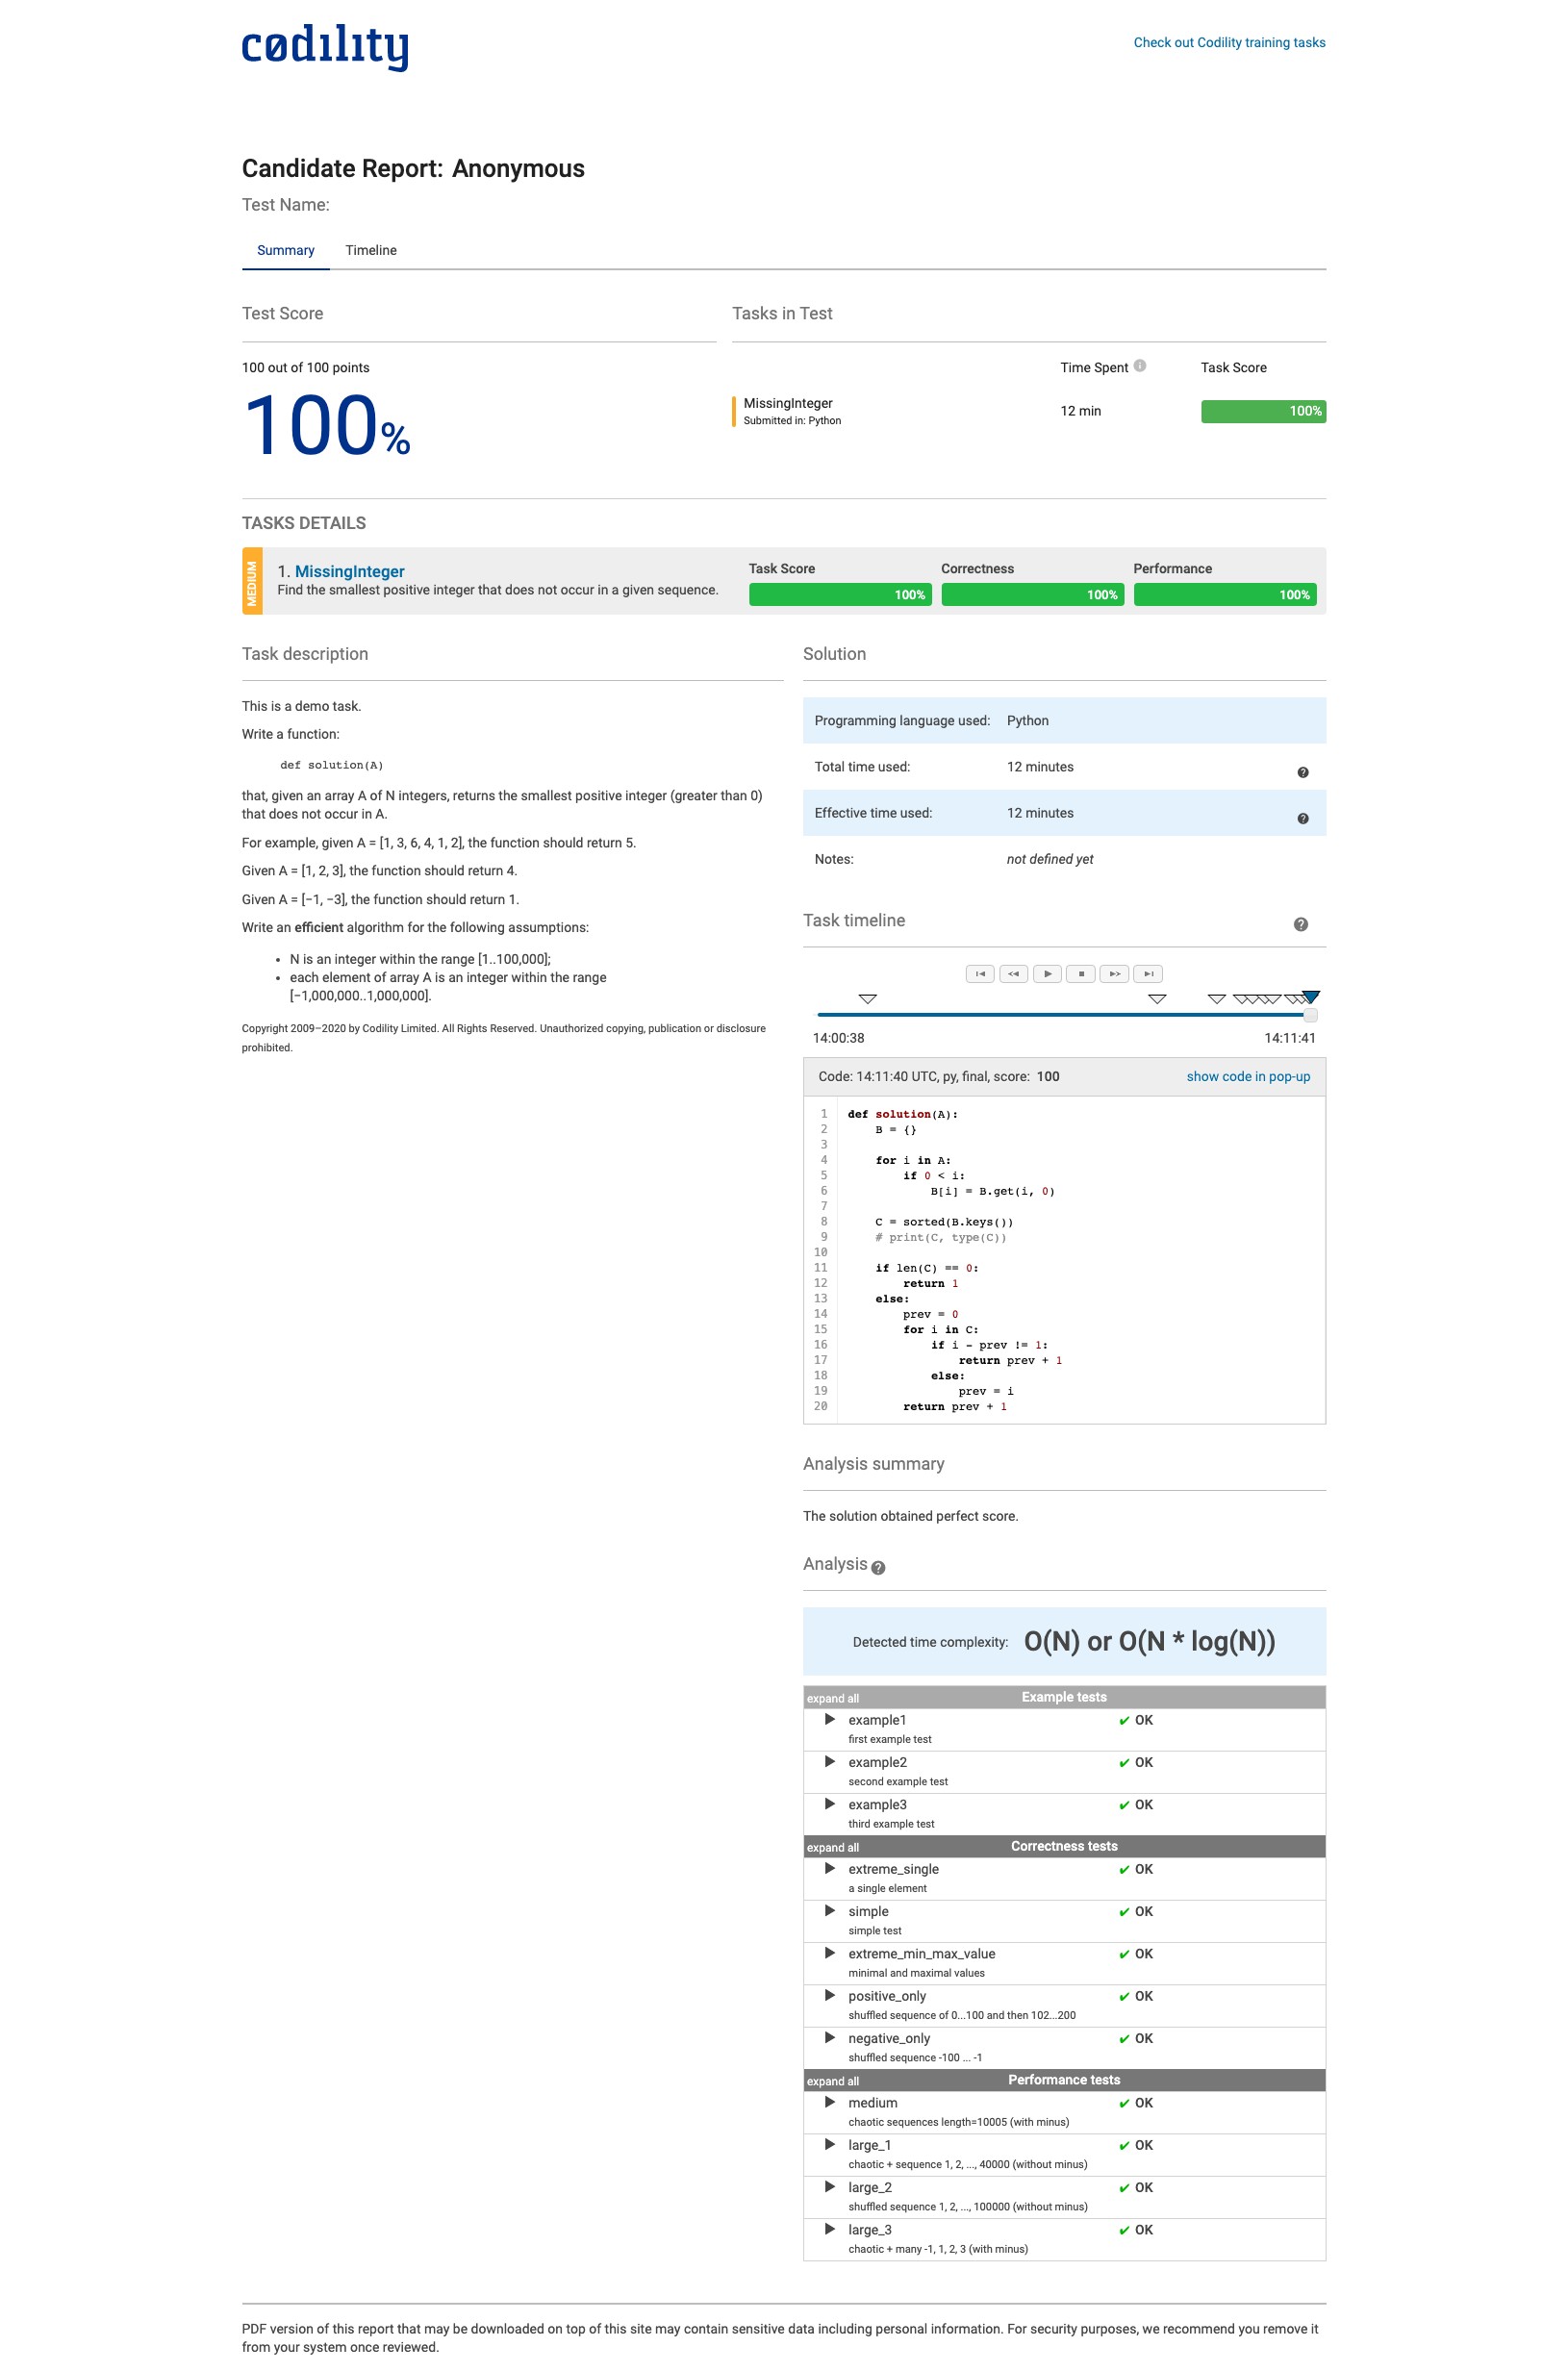 cødility
Check out Codility training tasks
Candidate Report: Anonymous
Test Name:
Summary Timeline
Test Score
100 out of 100 points
100%
Tasks in Test
Time Spent Task Score
MissingInteger
Submitted in: Python
12 min
100%
TASKS DETAILS
MEDIUM
1. MissingInteger
Find the smallest positive integer that does not occur in a given sequence.
Task Score
100%
Correctness
100%
Performance
100%
Task description
This is a demo task.
Write a function:
def solution(A)
that, given an array A of N integers, returns the smallest positive integer (greater than 0)
that does not occur in A.
For example, given A = [1, 3, 6, 4, 1, 2], the function should return 5.
Given A = [1, 2, 3], the function should return 4.
Given A = [−1, −3], the function should return 1.
Write an efficient algorithm for the following assumptions:
• N is an integer within the range [1..100,000];
• each element of array A is an integer within the range
[−1,000,000..1,000,000].
Copyright 2009–2020 by Codility Limited. All Rights Reserved. Unauthorized copying, publication or disclosure
prohibited.
Solution
Programming language used: Python
Total time used: 12 minutes
Effective time used: 12 minutes
Notes: not defined yet
Task timeline
14:00:38 14:11:41
Code: 14:11:40 UTC, py, final, score: 100
show code in pop-up
1 def solution(A):
2     B = {}
3
4     for i in A:
5         if 0 < i:
6             B[i] = B.get(i, 0)
7
8     C = sorted(B.keys())
9     # print(C, type(C))
10
11     if len(C) == 0:
12         return 1
13     else:
14         prev = 0
15         for i in C:
16             if i - prev != 1:
17                 return prev + 1
18             else:
19                 prev = i
20         return prev + 1
Analysis summary
The solution obtained perfect score.
Analysis
Detected time complexity: O(N) or O(N * log(N))
expand all Example tests
example1 ✔ OK
first example test
example2 ✔ OK
second example test
example3 ✔ OK
third example test
expand all Correctness tests
extreme_single ✔ OK
a single element
simple ✔ OK
simple test
extreme_min_max_value ✔ OK
minimal and maximal values
positive_only ✔ OK
shuffled sequence of 0...100 and then 102...200
negative_only ✔ OK
shuffled sequence -100 ... -1
expand all Performance tests
medium ✔ OK
chaotic sequences length=10005 (with minus)
large_1 ✔ OK
chaotic + sequence 1, 2, ..., 40000 (without minus)
large_2 ✔ OK
shuffled sequence 1, 2, ..., 100000 (without minus)
large_3 ✔ OK
chaotic + many -1, 1, 2, 3 (with minus)
PDF version of this report that may be downloaded on top of this site may contain sensitive data including personal information. For security purposes, we recommend you remove it
from your system once reviewed.